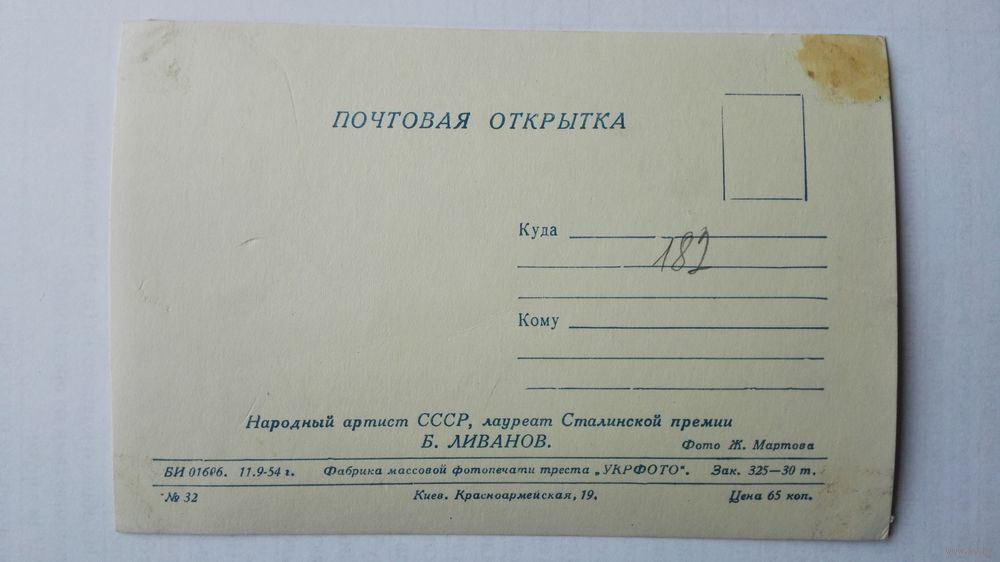 ПОЧТОВАЯ ОТКРЫТКА
Куда
182
Кому
Народный артист СССР, лауреат Сталинской премии
Б. ЛИВАНОВ.
Фото Ж. Мартова
БИ 01606. 11.9-54 г. Фабрика массовой фотопечати треста „УКРФОТО“. Зак. 325—30 т.
№ 32 Киев. Красноармейская, 19. Цена 65 коп.